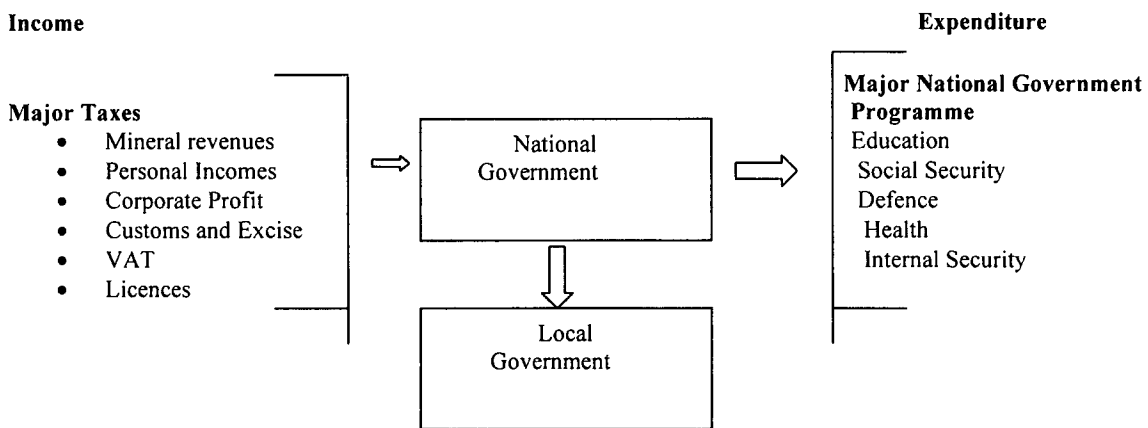 Income
Expenditure
Major Taxes
• Mineral revenues
• Personal Incomes
• Corporate Profit
• Customs and Excise
• VAT
• Licences
National
Government
Local
Government
Major National Government
Programme
Education
Social Security
Defence
Health
Internal Security